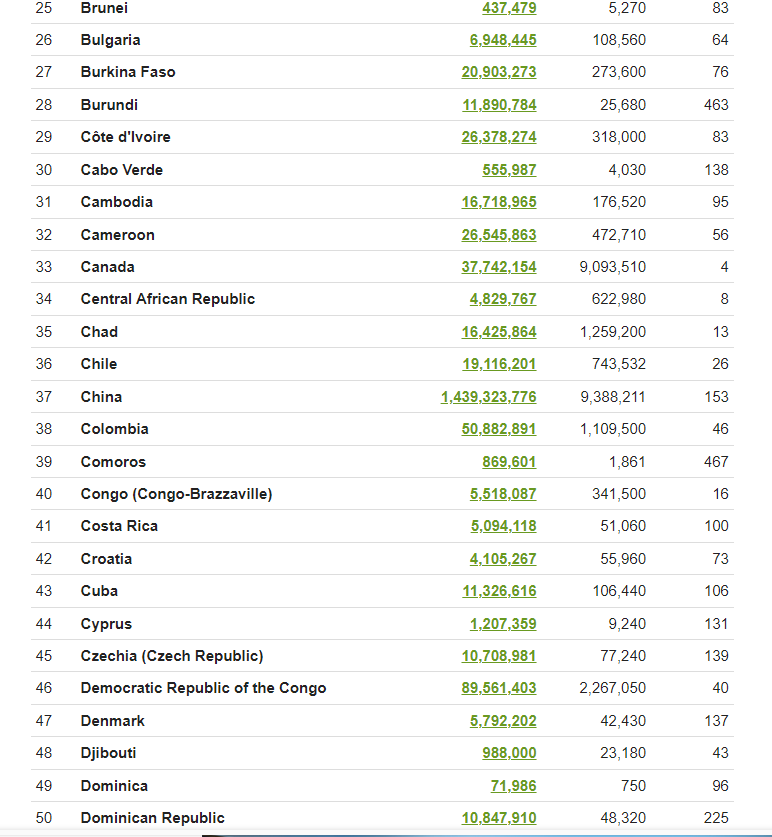 25 Brunei 437,479 5,270 83
26 Bulgaria 6,948,445 108,560 64
27 Burkina Faso 20,903,273 273,600 76
28 Burundi 11,890,784 25,680 463
29 Côte d'Ivoire 26,378,274 318,000 83
30 Cabo Verde 555,987 4,030 138
31 Cambodia 16,718,965 176,520 95
32 Cameroon 26,545,863 472,710 56
33 Canada 37,742,154 9,093,510 4
34 Central African Republic 4,829,767 622,980 8
35 Chad 16,425,864 1,259,200 13
36 Chile 19,116,201 743,532 26
37 China 1,439,323,776 9,388,211 153
38 Colombia 50,882,891 1,109,500 46
39 Comoros 869,601 1,861 467
40 Congo (Congo-Brazzaville) 5,518,087 341,500 16
41 Costa Rica 5,094,118 51,060 100
42 Croatia 4,105,267 55,960 73
43 Cuba 11,326,616 106,440 106
44 Cyprus 1,207,359 9,240 131
45 Czechia (Czech Republic) 10,708,981 77,240 139
46 Democratic Republic of the Congo 89,561,403 2,267,050 40
47 Denmark 5,792,202 42,430 137
48 Djibouti 988,000 23,180 43
49 Dominica 71,986 750 96
50 Dominican Republic 10,847,910 48,320 225